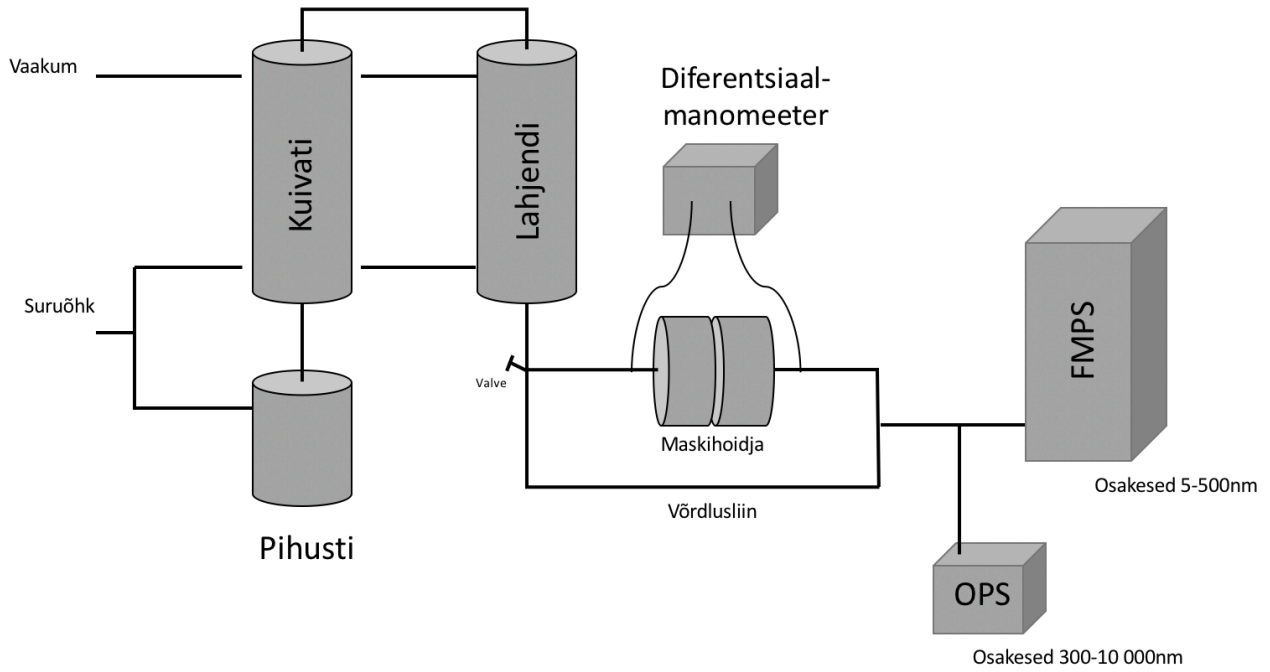 Vaakum
Kuivati
Lahjendi
Diferentsiaal-
manomeeter
Suruõhk
Valve
Maskihoidja
FMPS
Osakesed 5-500nm
Võrdlusliin
Pihusti
OPS
Osakesed 300-10 000nm